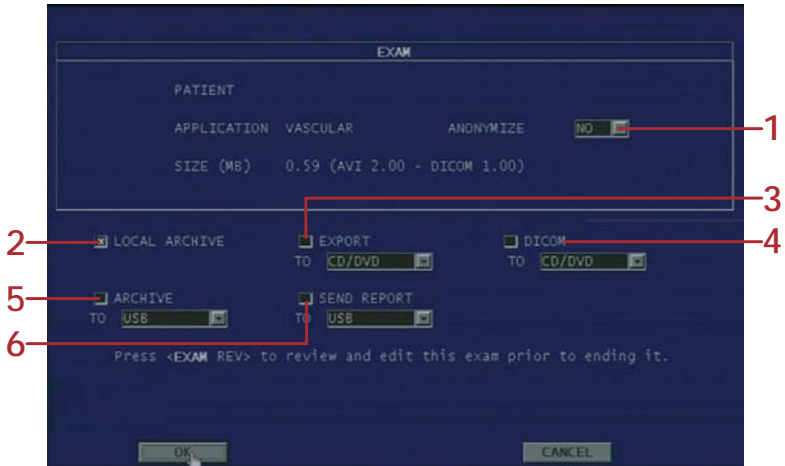 EXAM
PATIENT
APPLICATION VASCULAR ANONYMIZE NO 1
SIZE (MB) 0.59 (AVI 2.00 - DICOM 1.00)
3
2 LOCAL ARCHIVE EXPORT DICOM 4
TO CD/DVD TO CD/DVD
5 ARCHIVE SEND REPORT
TO USB TO USB
6
Press <EXAM REV> to review and edit this exam prior to ending it.
OK CANCEL